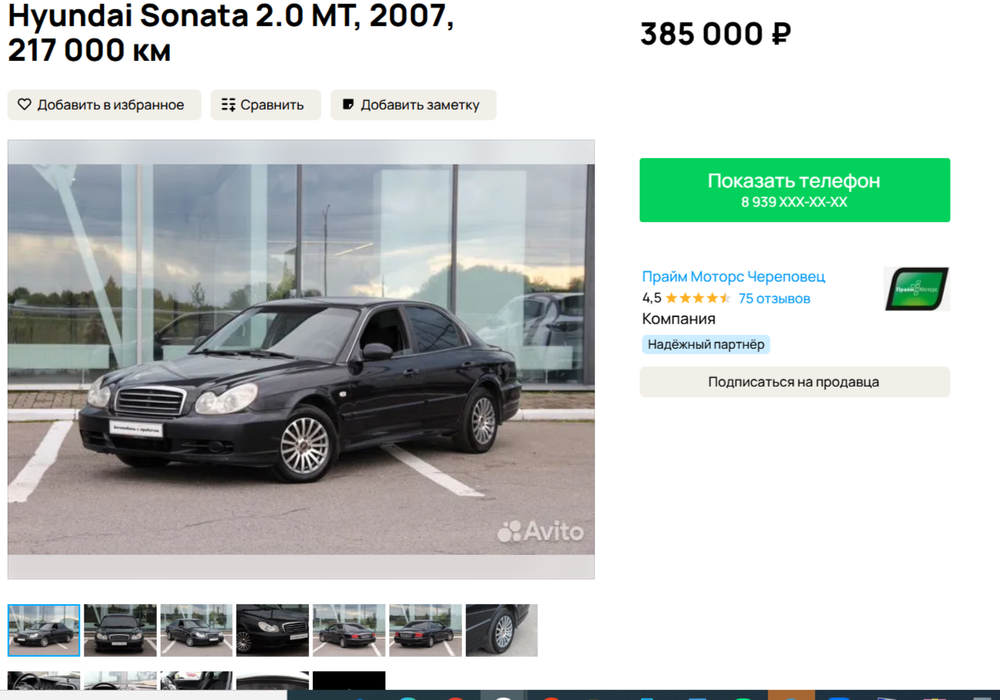 Hyundai Sonata 2.0 MT, 2007,
217 000 км
385 000 ₽
Добавить в избранное
Сравнить
Добавить заметку
Показать телефон
8 939 XXX-XX-XX
Прайм Моторс Череповец
4,5
75 отзывов
Компания
Надёжный партнёр
Подписаться на продавца
Прайм Моторс
Автомобиль с пробегом
Avito